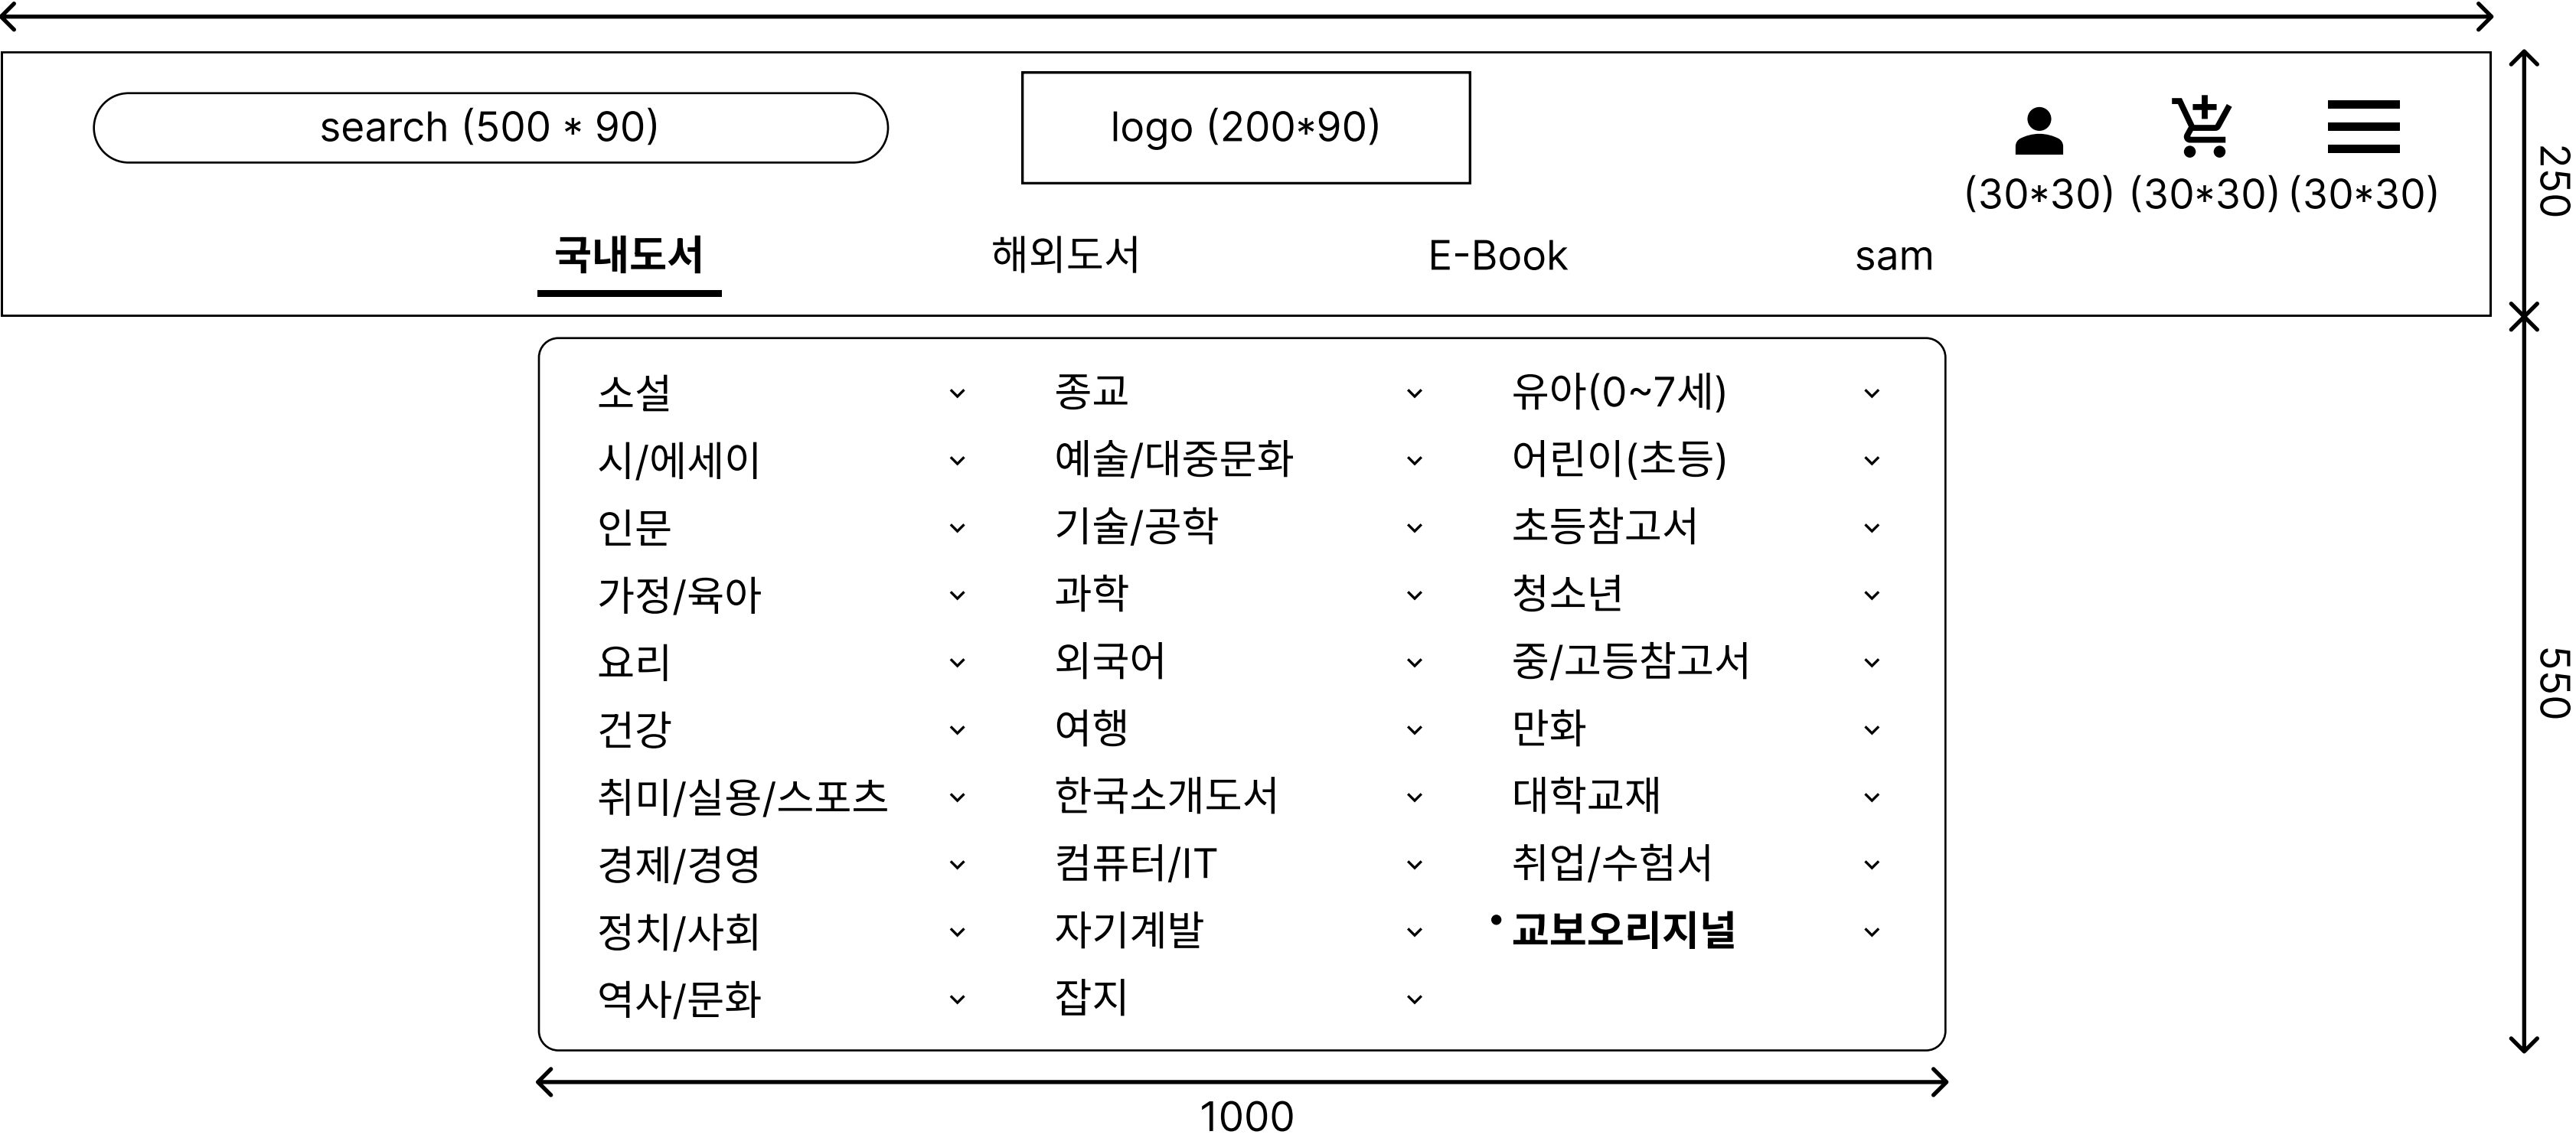 search (500 * 90)
logo (200*90)
(30*30) (30*30) (30*30)
250
국내도서 해외도서 E-Book sam
소설 종교 유아(0~7세)
시/에세이 예술/대중문화 어린이(초등)
인문 기술/공학 초등참고서
가정/육아 과학 청소년
요리 외국어 중/고등참고서
건강 여행 만화
취미/실용/스포츠 한국소개도서 대학교재
경제/경영 컴퓨터/IT 취업/수험서
정치/사회 자기계발 • 교보오리지널
역사/문화 잡지
550
1000